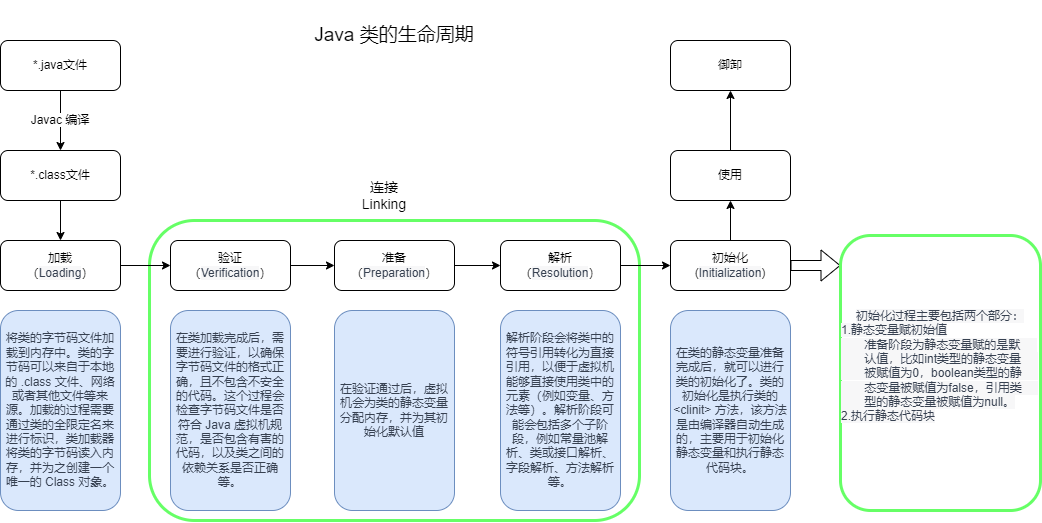 Java 类的生命周期
*.java文件
Javac 编译
*.class文件
御卸
使用
连接
Linking
加载
（Loading）
验证
（Verification）
准备
（Preparation）
解析
（Resolution）
初始化
（Initialization）
将类的字节码文件加
载到内存中。类的字
节码可以来自于本地
的 .class 文件、网络
或者其他文件等来
源。加载的过程需要
通过类的全限定名来
进行标识，类加载器
将类的字节码读入内
存，并为之创建一个
唯一的 Class 对象。
在类加载完成后，需
要进行验证，以确保
字节码文件的格式正
确，且不包含不安全
的代码。这个过程会
检查字节码文件是否
符合 Java 虚拟机规
范，是否包含有害的
代码，以及类之间的
依赖关系是否正确
等。
在验证通过后，虚拟
机会为类的静态变量
分配内存，并为其初
始化默认值
解析阶段会将类中的
符号引用转化为直接
引用，以便于虚拟机
能够直接使用类中的
元素（例如变量、方
法等）。解析阶段可
能会包括多个子阶
段，例如常量池解
析、类或接口解析、
字段解析、方法解析
等。
在类的静态变量准备
完成后，就可以进行
类的初始化了。类的
初始化是执行类的
<clinit> 方法，该方法
是由编译器自动生成
的，主要用于初始化
静态变量和执行静态
代码块。
初始化过程主要包括两个部分：
1.静态变量赋初始值
准备阶段为静态变量赋的是默
认值，比如int类型的静态变量
被赋值为0，boolean类型的静
态变量被赋值为false，引用类
型的静态变量被赋值为null。
2.执行静态代码块